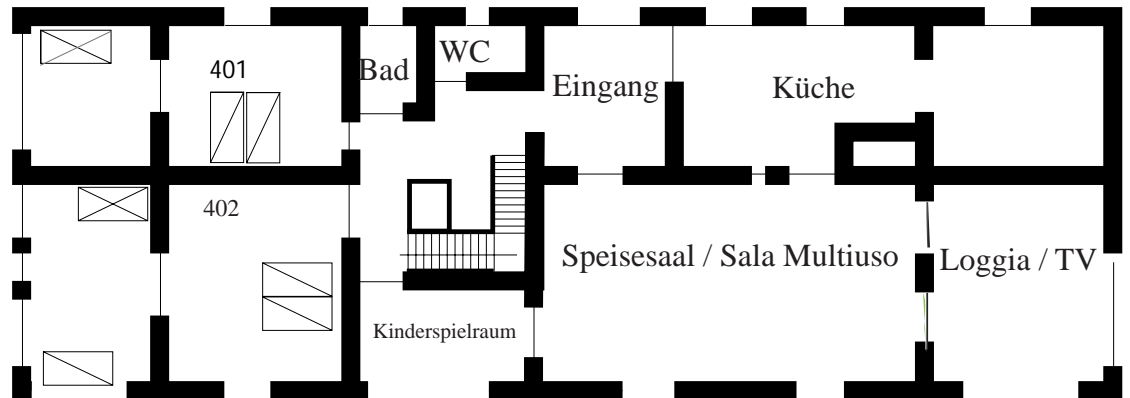 WC
401
Bad
Eingang
Küche
402
Speisesaal / Sala Multiuso
Loggia / TV
Kinderspielraum